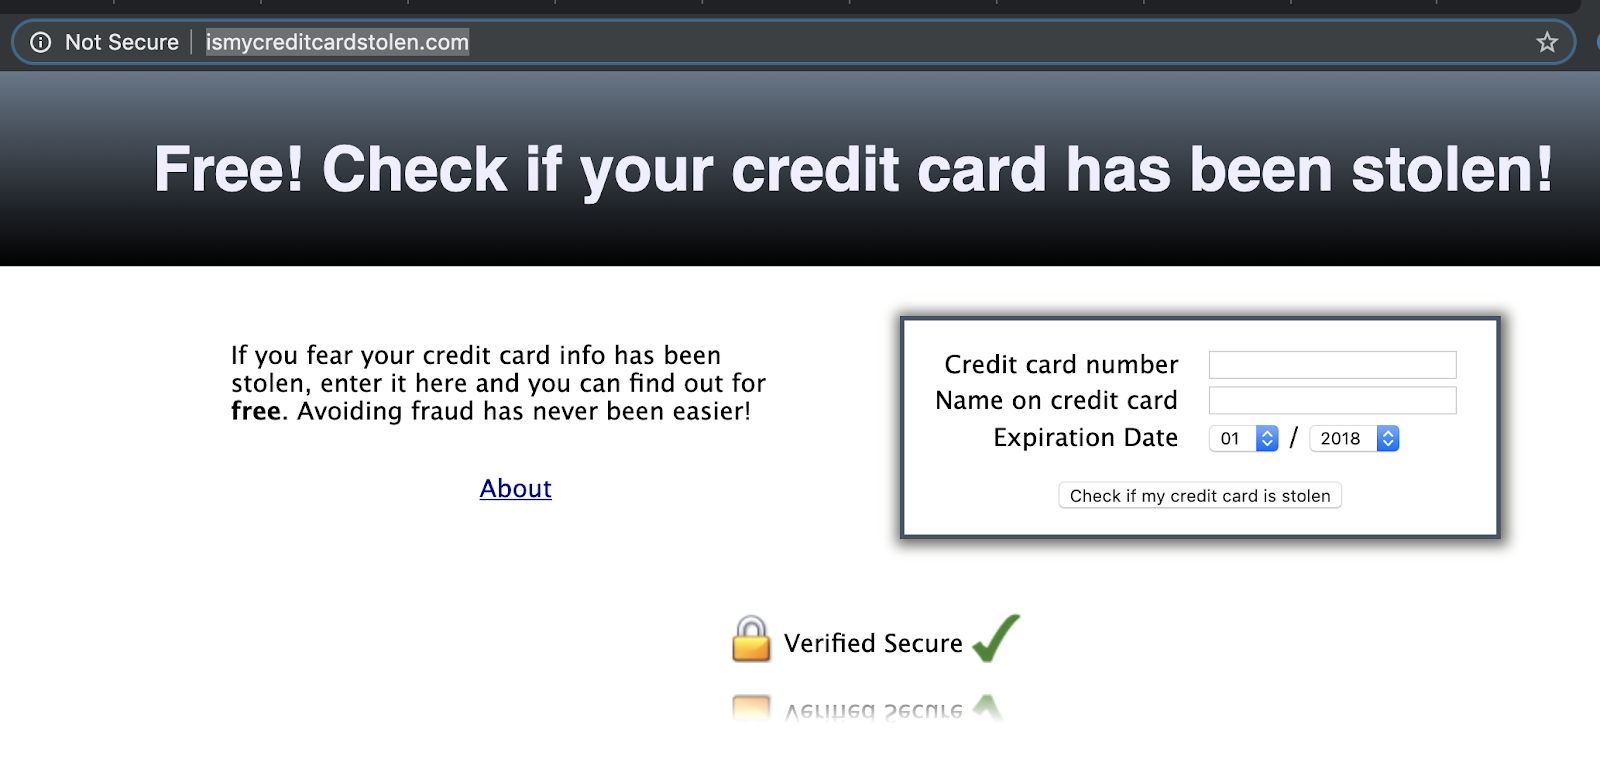 Not Secure | ismycreditcardstolen.com
Free! Check if your credit card has been stolen!
If you fear your credit card info has been
stolen, enter it here and you can find out for
free. Avoiding fraud has never been easier!
About
Credit card number
Name on credit card
Expiration Date 01 / 2018
Check if my credit card is stolen
Verified Secure
Verified Secure